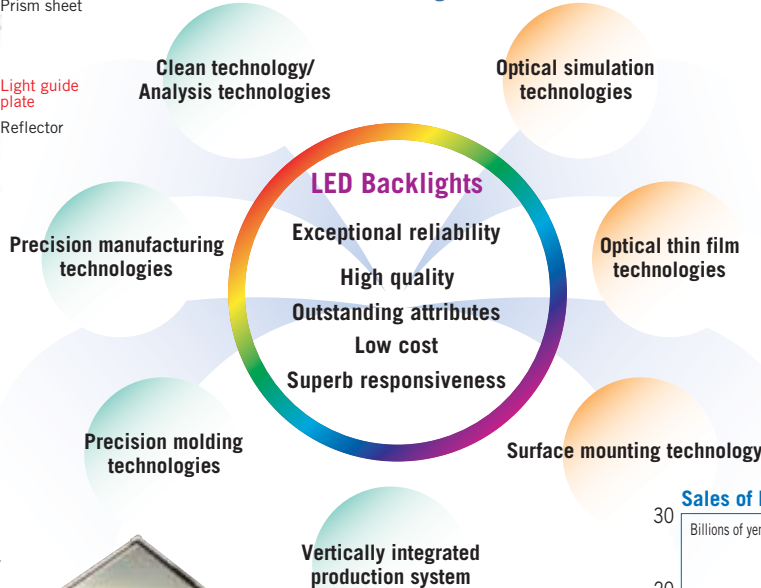 Prism sheet
Light guide
plate
Reflector
Clean technology/
Analysis technologies
Optical simulation
technologies
LED Backlights
Exceptional reliability
High quality
Outstanding attributes
Low cost
Superb responsiveness
Precision manufacturing
technologies
Optical thin film
technologies
Precision molding
technologies
Surface mounting technology
Vertically integrated
production system
Sales of
30
Billions of yen